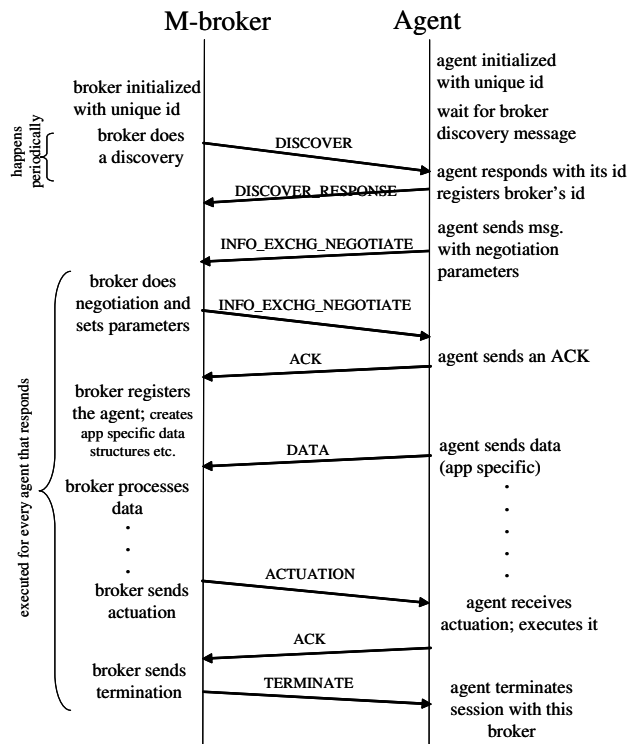 M-broker
Agent
agent initialized
with unique id
broker initialized
with unique id
wait for broker
discovery message
happens
periodically
broker does
a discovery
DISCOVER
agent responds with its id
registers broker's id
DISCOVER_RESPONSE
agent sends msg.
with negotiation
parameters
INFO_EXCHG_NEGOTIATE
broker does
negotiation and
sets parameters
INFO_EXCHG_NEGOTIATE
ACK
agent sends an ACK
executed for every agent that responds
broker registers
the agent; creates
app specific data
structures etc.
DATA
agent sends data
(app specific)
broker processes
data
ACTUATION
broker sends
actuation
agent receives
actuation; executes it
ACK
broker sends
termination
TERMINATE
agent terminates
session with this
broker